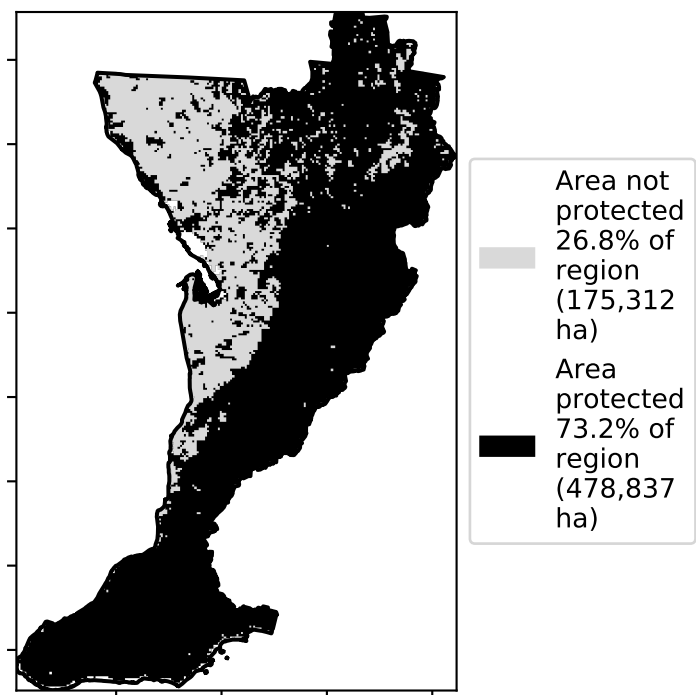 Area not
protected
26.8% of
region
(175,312
ha)
Area
protected
73.2% of
region
(478,837
ha)